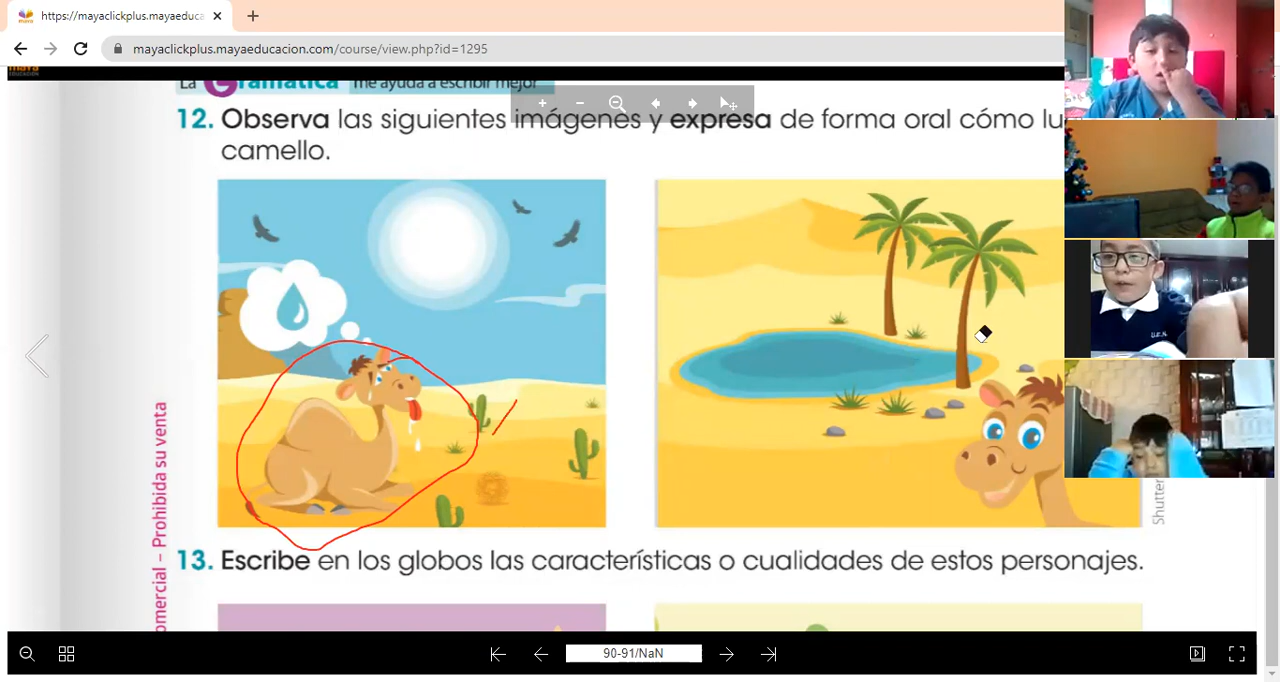 https://mayaclickplus.mayaeduca
mayaclickplus.mayaeducacion.com/course/view.php?id=1295
La Gramática me ayuda a escribir mejor
12. Observa las siguientes imágenes y expresa de forma oral cómo lu
camello.
omercial - Prohibida su venta
Shutter
13. Escribe en los globos las características o cualidades de estos personajes.
90-91/NaN